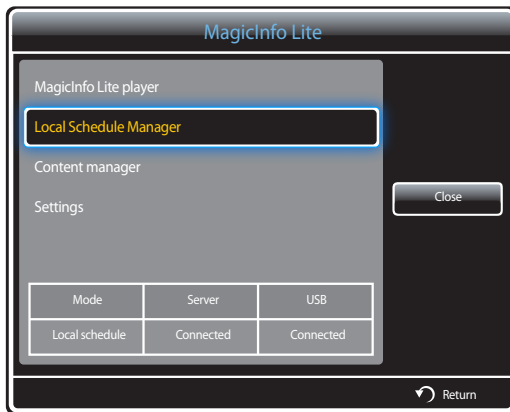 MagicInfo Lite
MagicInfo Lite player
Local Schedule Manager
Content manager
Settings
Close
Mode Server USB
Local schedule Connected Connected
Return